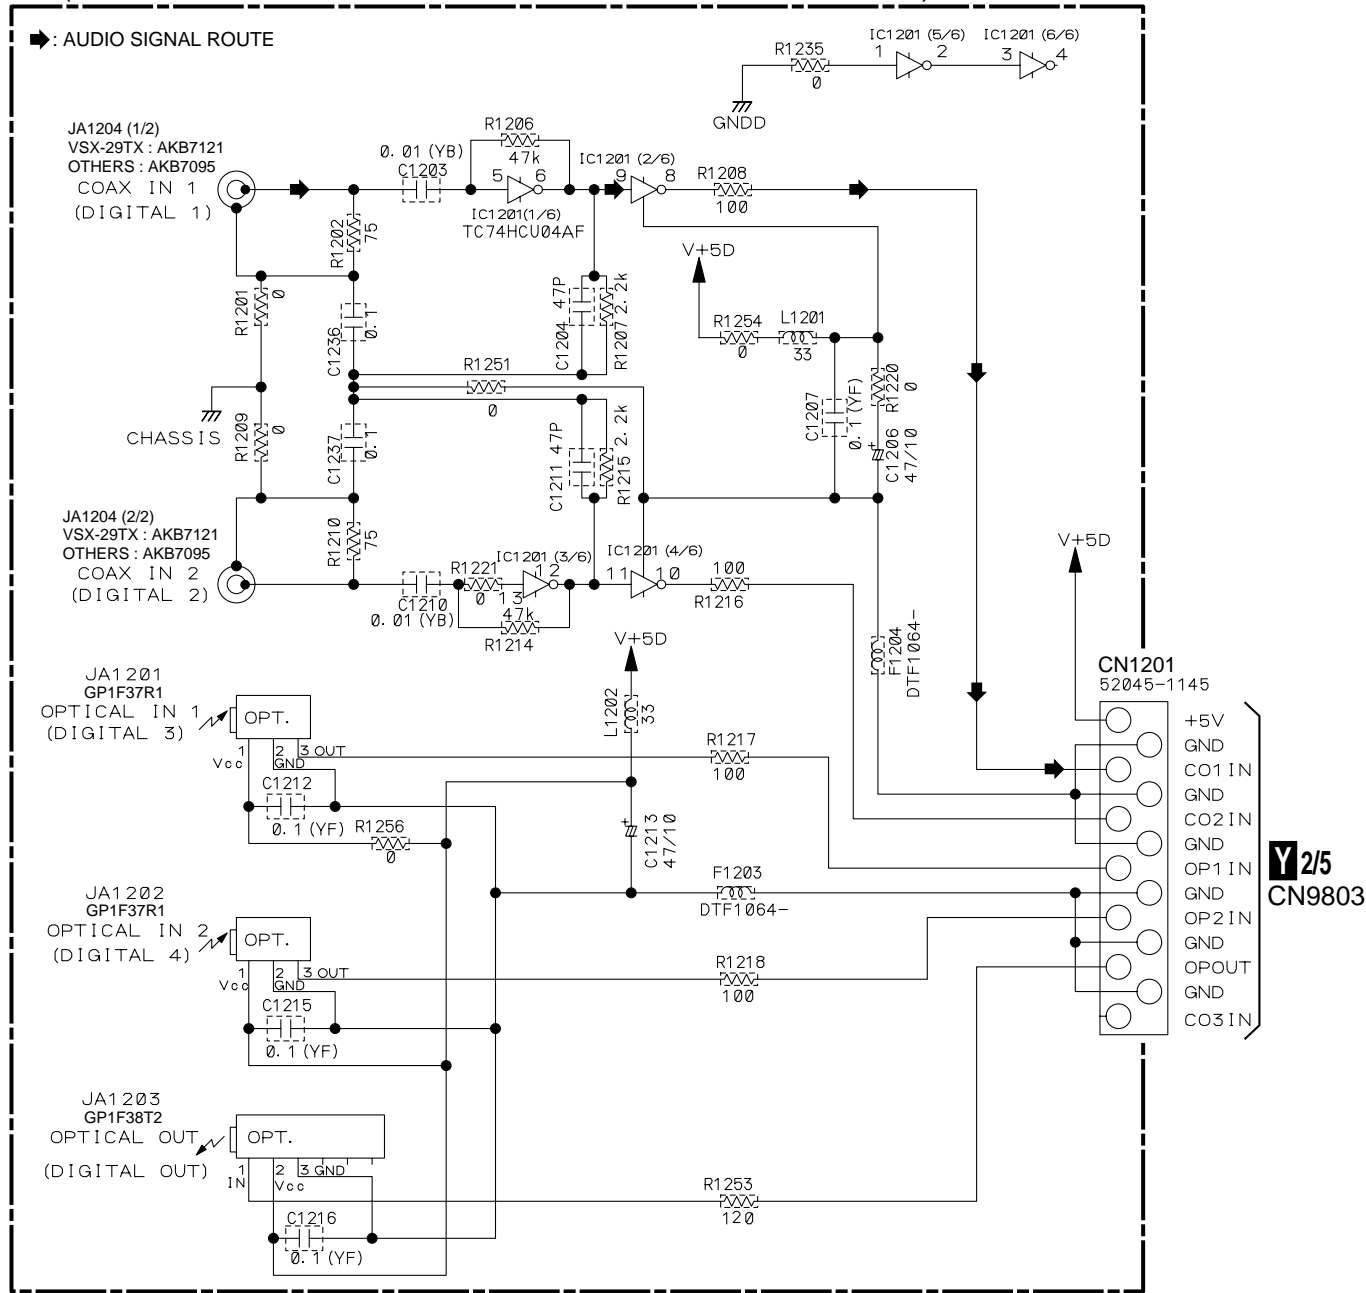 : AUDIO SIGNAL ROUTE
IC1201 (5/6)
IC1201 (6/6)
R1235
1
2
3
4
0
GNDD
JA1204 (1/2)
VSX-29TX : AKB7121
OTHERS : AKB7095
COAX IN 1
(DIGITAL 1)
0.01 (YB)
C1203
R1206
47k
5
6
IC1201(1/6)
TC74HCU04AF
IC1201 (2/6)
9
8
R1208
100
R1202
75
V+5D
R1201
0
C1236
0.1
C1204
47P
R1207
2.2k
R1254
0
L1201
33
R1251
0
R1220
0
C1207
0.1 (YF)
C1206
47/10
CHASSIS
R1209
0
C1237
0.1
C1211
47P
R1215
2.2k
JA1204 (2/2)
VSX-29TX : AKB7121
OTHERS : AKB7095
COAX IN 2
(DIGITAL 2)
R1210
75
C1210
0.01 (YB)
R1221
0
IC1201 (3/6)
13
12
47k
R1214
IC1201 (4/6)
11
10
100
R1216
V+5D
V+5D
F1204
DTF1064-
CN1201
52045-1145
JA1201
GP1F37R1
OPTICAL IN 1
(DIGITAL 3)
OPT.
1
2
3 OUT
Vcc
GND
L1202
33
R1217
100
C1212
0.1 (YF)
R1256
0
C1213
47/10
+
+
F1203
DTF1064-
+5V
GND
CO1IN
GND
CO2IN
GND
OP1IN
GND
OP2IN
GND
OPOUT
GND
CO3IN
Y 2/5
CN9803
JA1202
GP1F37R1
OPTICAL IN 2
(DIGITAL 4)
OPT.
1
2
3 OUT
Vcc
GND
R1218
100
C1215
0.1 (YF)
JA1203
GP1F38T2
OPTICAL OUT
(DIGITAL OUT)
OPT.
1
2
3 GND
IN
Vcc
R1253
120
C1216
0.1 (YF)